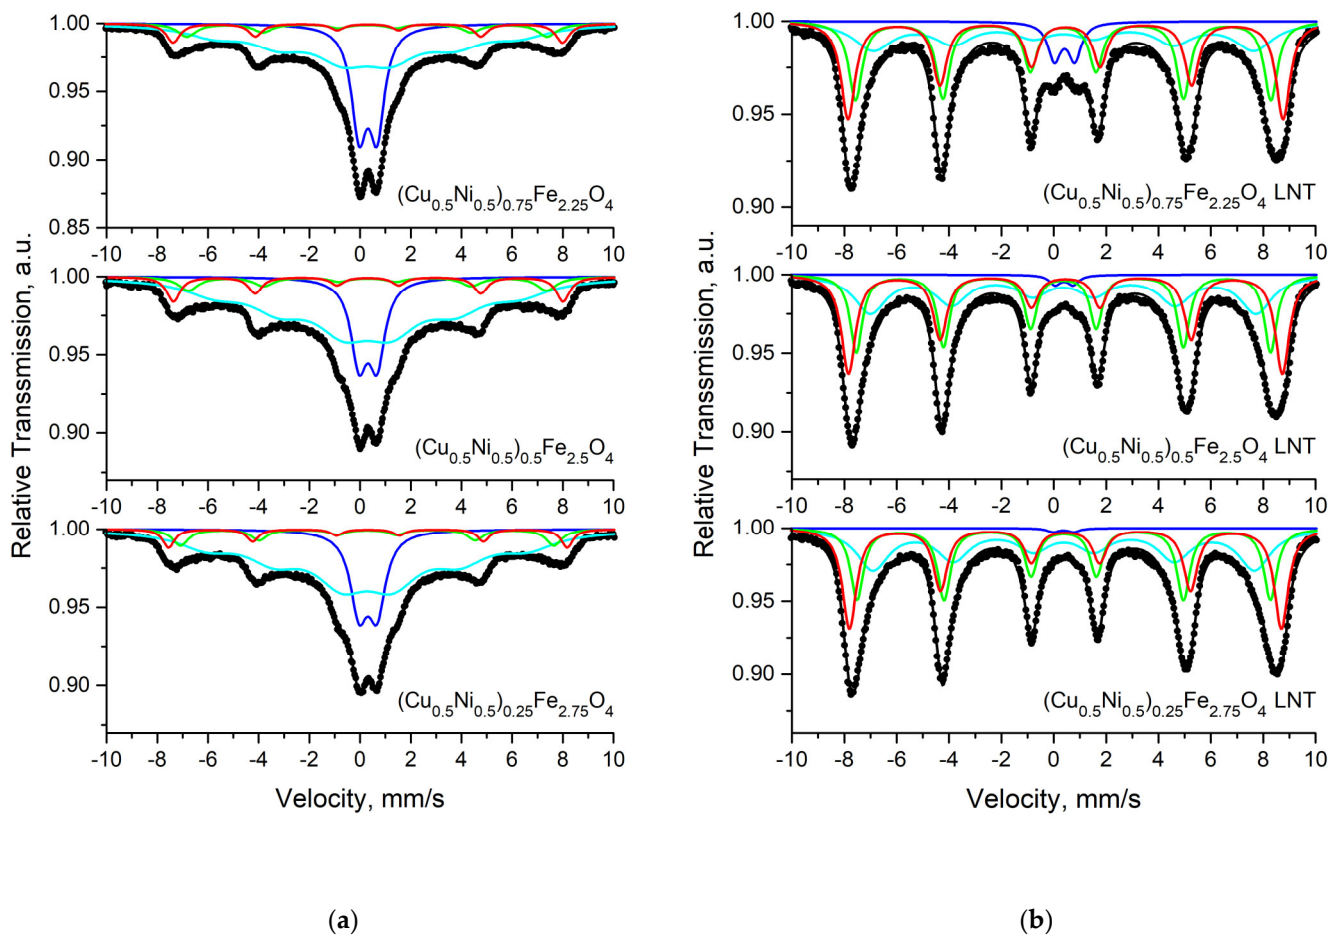 Relative Transsmission, a.u.
1.00
0.95
0.90
0.85
(Cu0.5Ni0.5)0.75Fe2.25O4
-10 -8 -6 -4 -2 0 2 4 6 8 10
1.00
0.95
0.90
(Cu0.5Ni0.5)0.5Fe2.5O4
-10 -8 -6 -4 -2 0 2 4 6 8 10
1.00
0.95
0.90
(Cu0.5Ni0.5)0.25Fe2.75O4
-10 -8 -6 -4 -2 0 2 4 6 8 10
Velocity, mm/s
(a)
Relative Transsmission, a.u.
1.00
0.95
0.90
(Cu0.5Ni0.5)0.75Fe2.25O4 LNT
-10 -8 -6 -4 -2 0 2 4 6 8 10
1.00
0.95
0.90
(Cu0.5Ni0.5)0.5Fe2.5O4 LNT
-10 -8 -6 -4 -2 0 2 4 6 8 10
1.00
0.95
0.90
(Cu0.5Ni0.5)0.25Fe2.75O4 LNT
-10 -8 -6 -4 -2 0 2 4 6 8 10
Velocity, mm/s
(b)